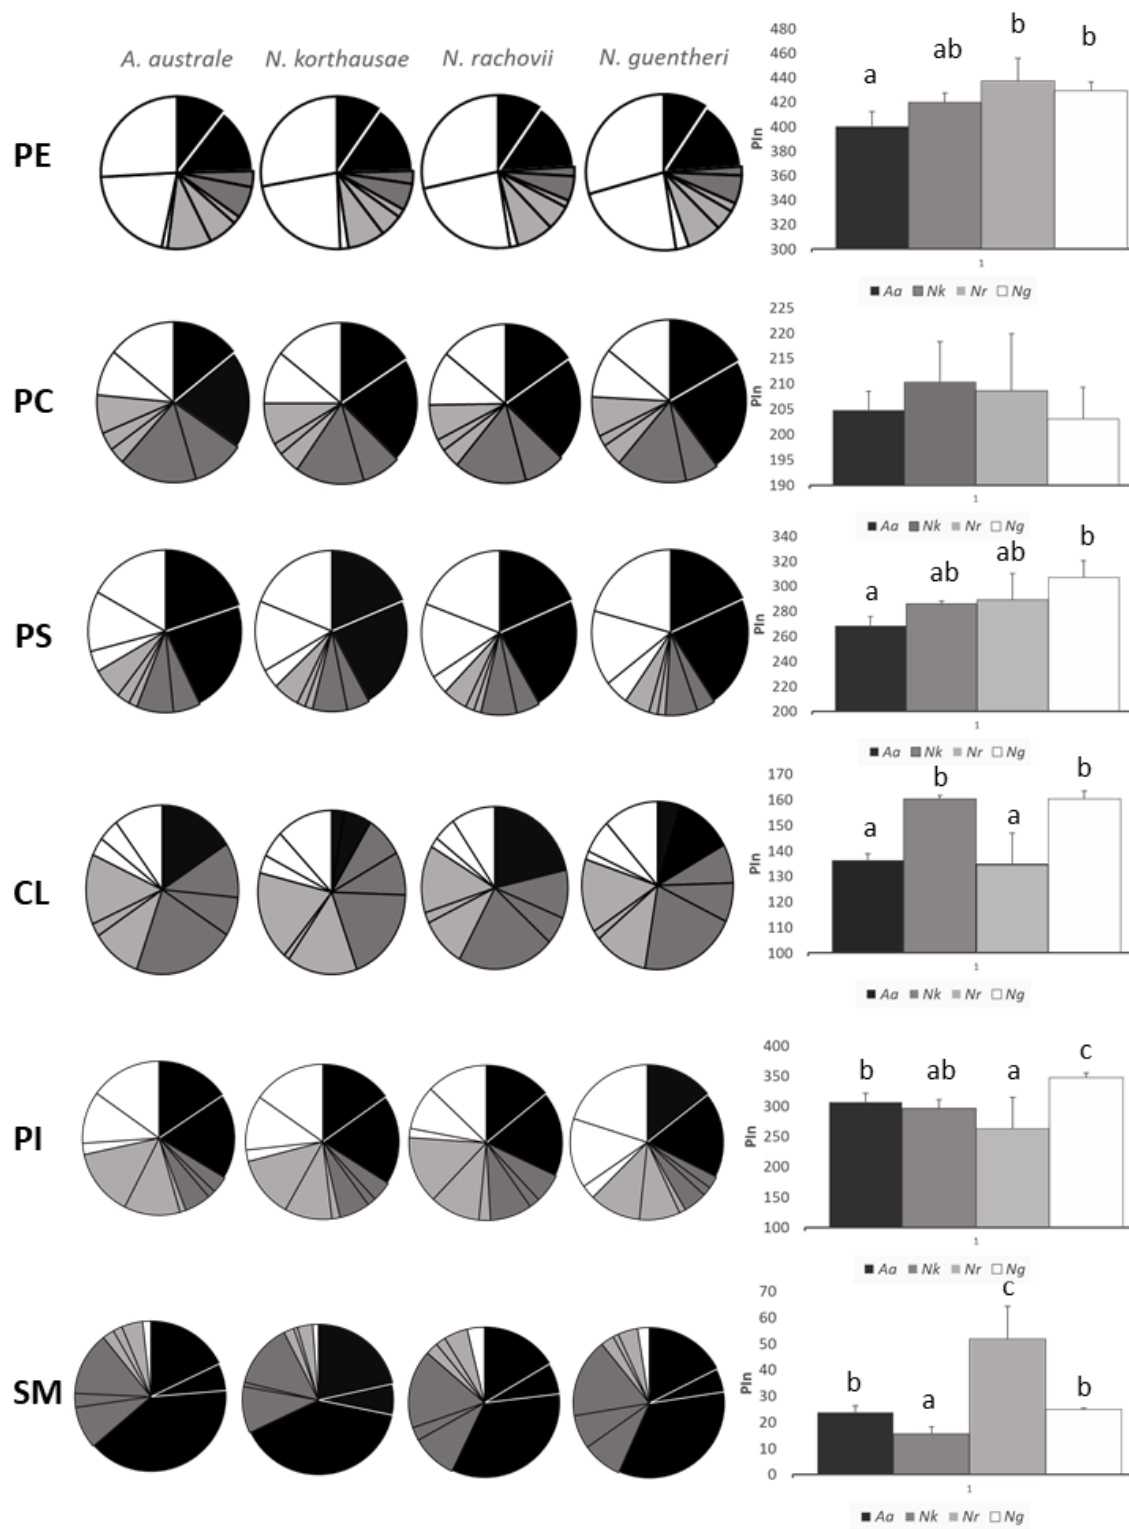 A. australe N. korthausae N. rachovii N. guentheri
PE
480
460
440
420
400
380
360
340
320
300
PIn
a ab b b
1
Aa Nk Nr Ng
PC
225
220
215
210
205
200
195
190
PIn
1
Aa Nk Nr Ng
PS
340
320
300
280
260
240
220
200
PIn
a ab ab b
1
Aa Nk Nr Ng
CL
170
160
150
140
130
120
110
100
PIn
a b a b
1
Aa Nk Nr Ng
PI
400
350
300
250
200
150
100
PIn
b ab a c
1
Aa Nk Nr Ng
SM
70
60
50
40
30
20
10
0
PIn
b a c b
1
Aa Nk Nr Ng